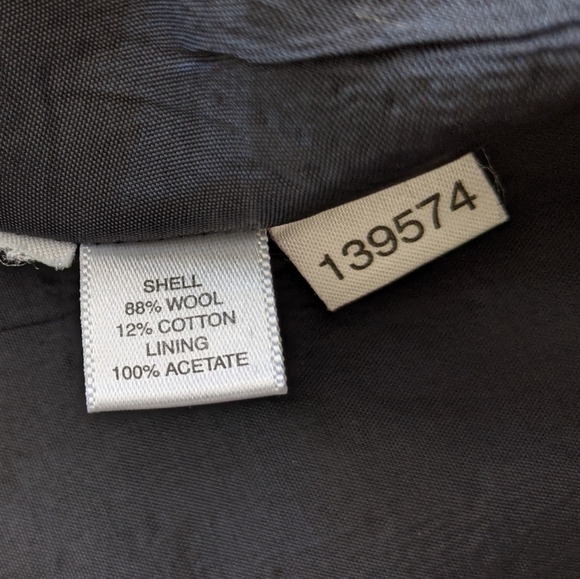 SHELL
88% WOOL
12% COTTON
LINING
100% ACETATE
139574